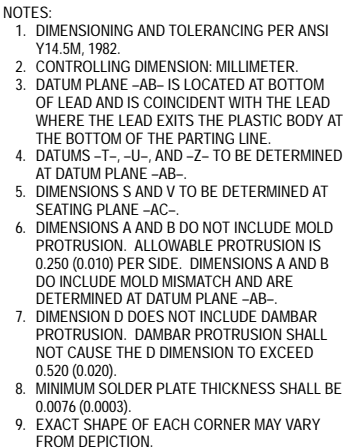 NOTES:
1. DIMENSIONING AND TOLERANCING PER ANSI
Y14.5M, 1982.
2. CONTROLLING DIMENSION: MILLIMETER.
3. DATUM PLANE –AB– IS LOCATED AT BOTTOM
OF LEAD AND IS COINCIDENT WITH THE LEAD
WHERE THE LEAD EXITS THE PLASTIC BODY AT
THE BOTTOM OF THE PARTING LINE.
4. DATUMS –T–, –U–, AND –Z– TO BE DETERMINED
AT DATUM PLANE –AB–.
5. DIMENSIONS S AND V TO BE DETERMINED AT
SEATING PLANE –AC–.
6. DIMENSIONS A AND B DO NOT INCLUDE MOLD
PROTRUSION. ALLOWABLE PROTRUSION IS
0.250 (0.010) PER SIDE. DIMENSIONS A AND B
DO INCLUDE MOLD MISMATCH AND ARE
DETERMINED AT DATUM PLANE –AB–.
7. DIMENSION D DOES NOT INCLUDE DAMBAR
PROTRUSION. DAMBAR PROTRUSION SHALL
NOT CAUSE THE D DIMENSION TO EXCEED
0.520 (0.020).
8. MINIMUM SOLDER PLATE THICKNESS SHALL BE
0.0076 (0.0003).
9. EXACT SHAPE OF EACH CORNER MAY VARY
FROM DEPICTION.